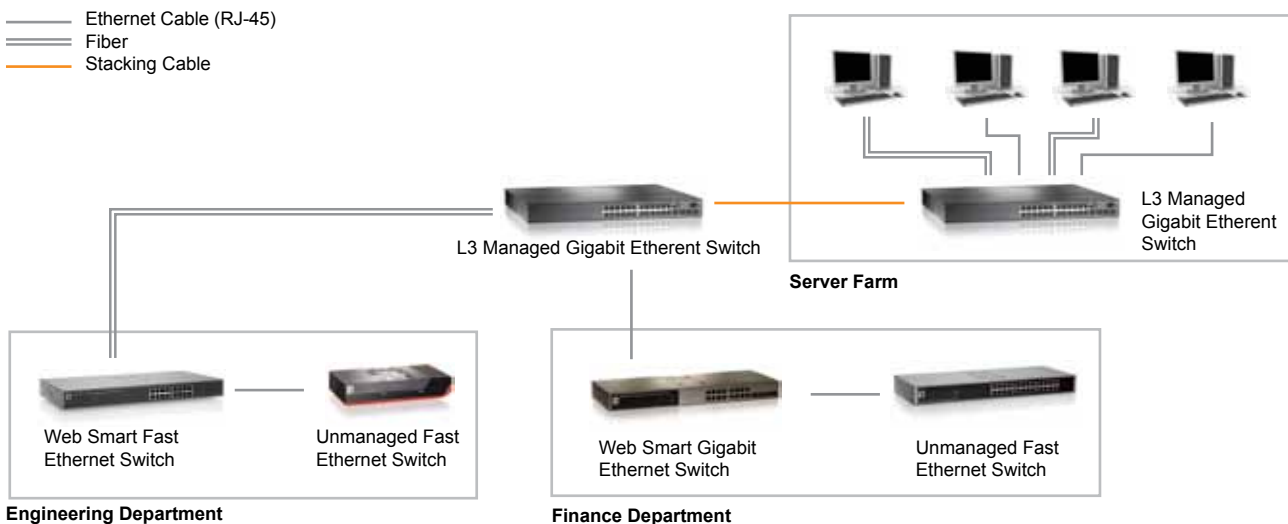 Ethernet Cable (RJ-45)
Fiber
Stacking Cable
L3 Managed
Gigabit Etherent
Switch
L3 Managed Gigabit Etherent Switch
Server Farm
Web Smart Fast
Ethernet Switch
Unmanaged Fast
Ethernet Switch
Web Smart Gigabit
Ethernet Switch
Unmanaged Fast
Ethernet Switch
Engineering Department
Finance Department